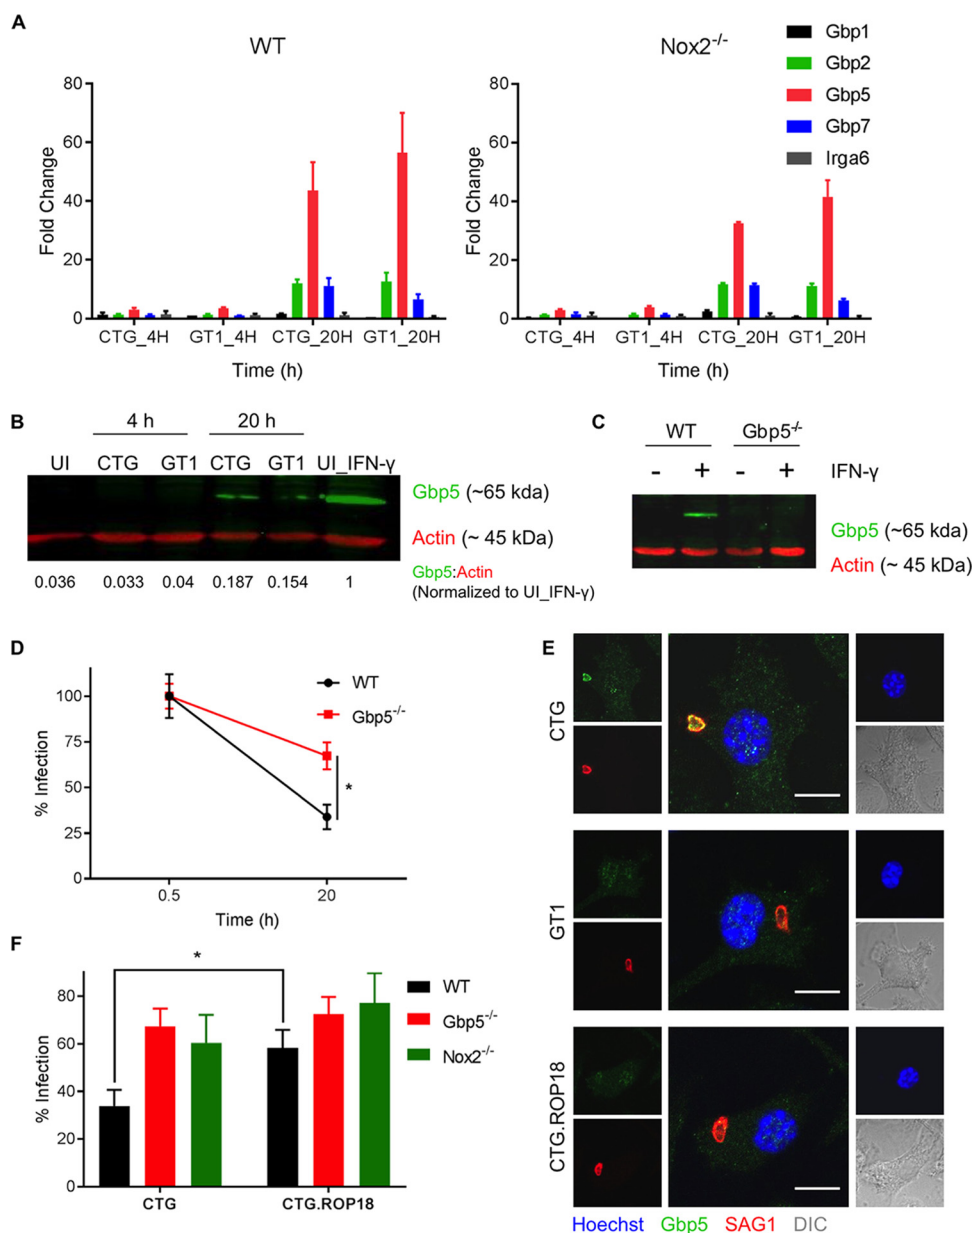 A
WT
Nox2-/-
Gbp1
Gbp2
Gbp5
Gbp7
Irga6
Fold Change
80
60
40
20
0
CTG_4H GT1_4H CTG_20H GT1_20H
Time (h)
Fold Change
80
60
40
20
0
CTG_4H GT1_4H CTG_20H GT1_20H
Time (h)
B
4 h 20 h
UI CTG GT1 CTG GT1 UI_IFN-γ
Gbp5 (~65 kda)
Actin (~ 45 kDa)
0.036 0.033 0.04 0.187 0.154 1
Gbp5:Actin
(Normalized to UI_IFN-γ)
C
WT Gbp5-/-
- + - + IFN-γ
Gbp5 (~65 kda)
Actin (~ 45 kDa)
D
WT
Gbp5-/-
% Infection
100
75
50
25
0
*
0.5 20
Time (h)
E
CTG
GT1
CTG.ROP18
Hoechst Gbp5 SAG1 DIC
F
*
WT
Gbp5-/-
Nox2-/-
% Infection
80
60
40
20
0
CTG CTG.ROP18